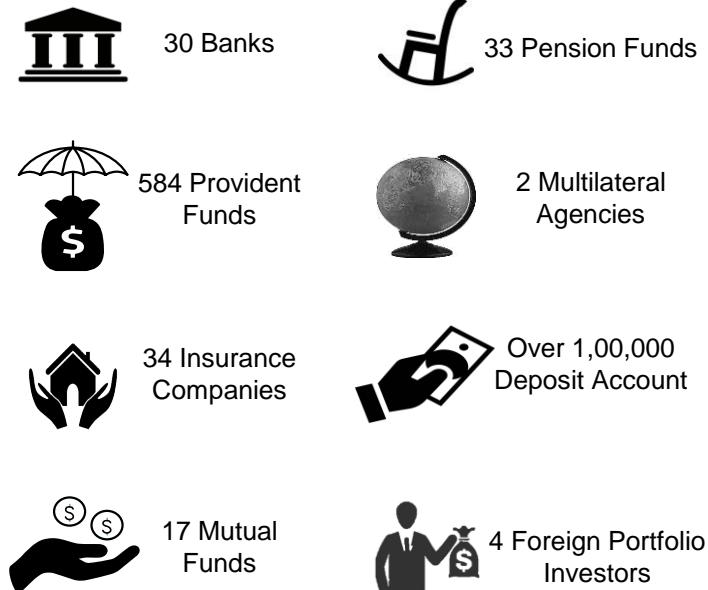 30 Banks
33 Pension Funds
584 Provident
Funds
2 Multilateral
Agencies
34 Insurance
Companies
Over 1,00,000
Deposit Account
17 Mutual
Funds
4 Foreign Portfolio
Investors
$
$
$
$